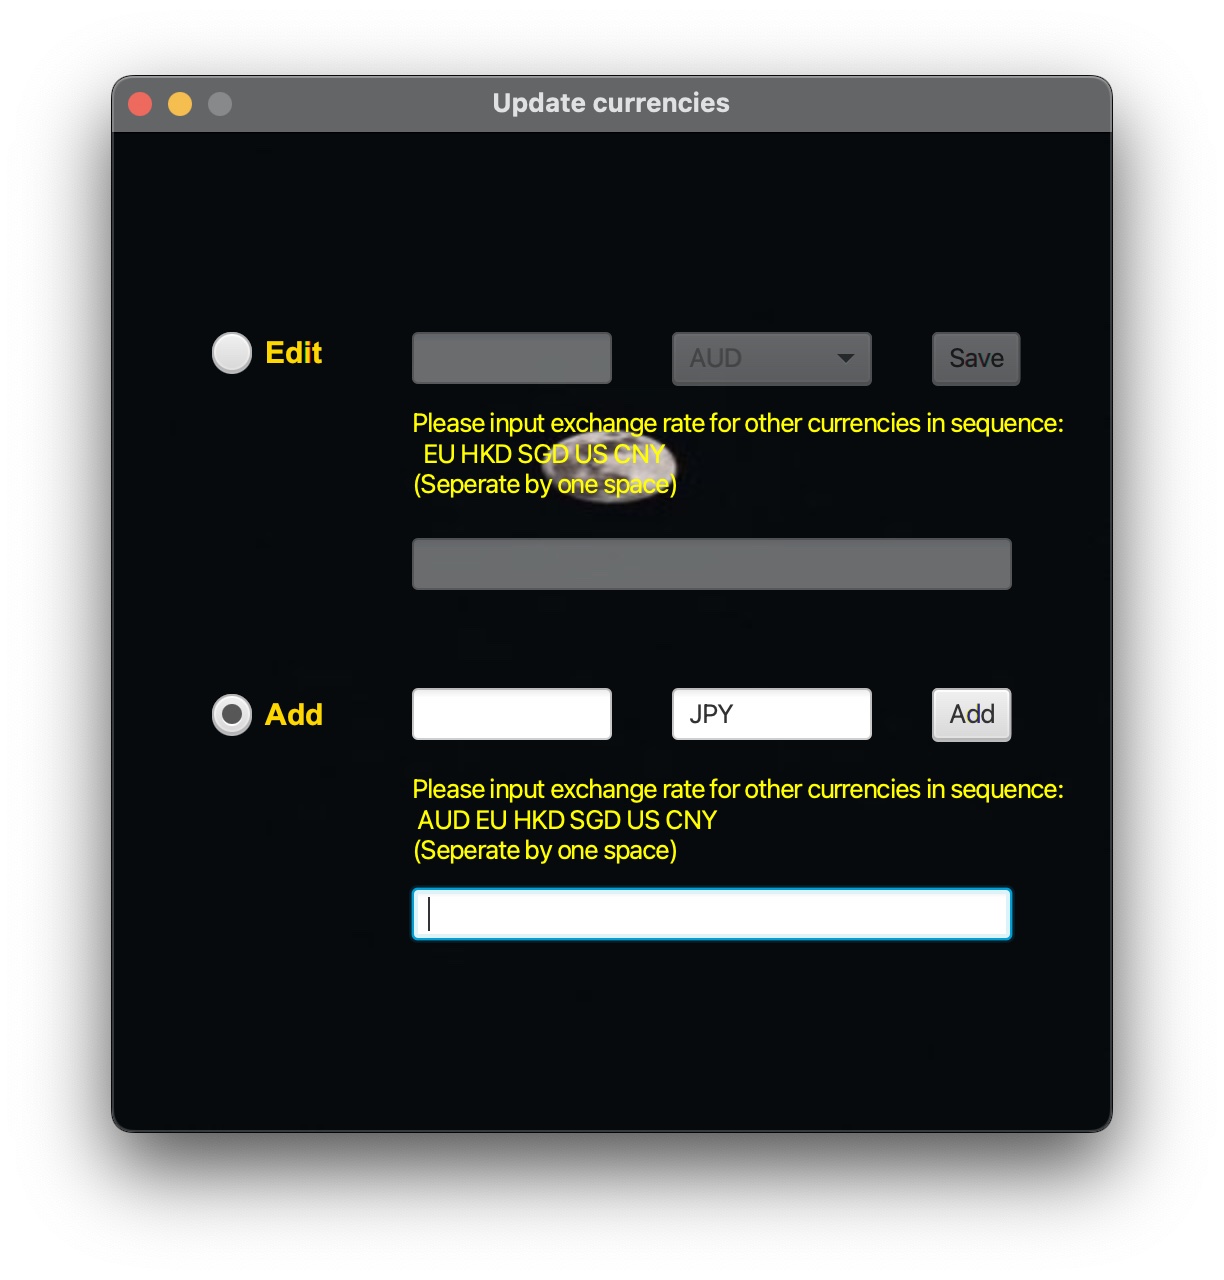 Update currencies
Edit
AUD
Save
Please input exchange rate for other currencies in sequence:
EU HKD SGD US CNY
(Seperate by one space)
Add
JPY
Add
Please input exchange rate for other currencies in sequence:
AUD EU HKD SGD US CNY
(Seperate by one space)